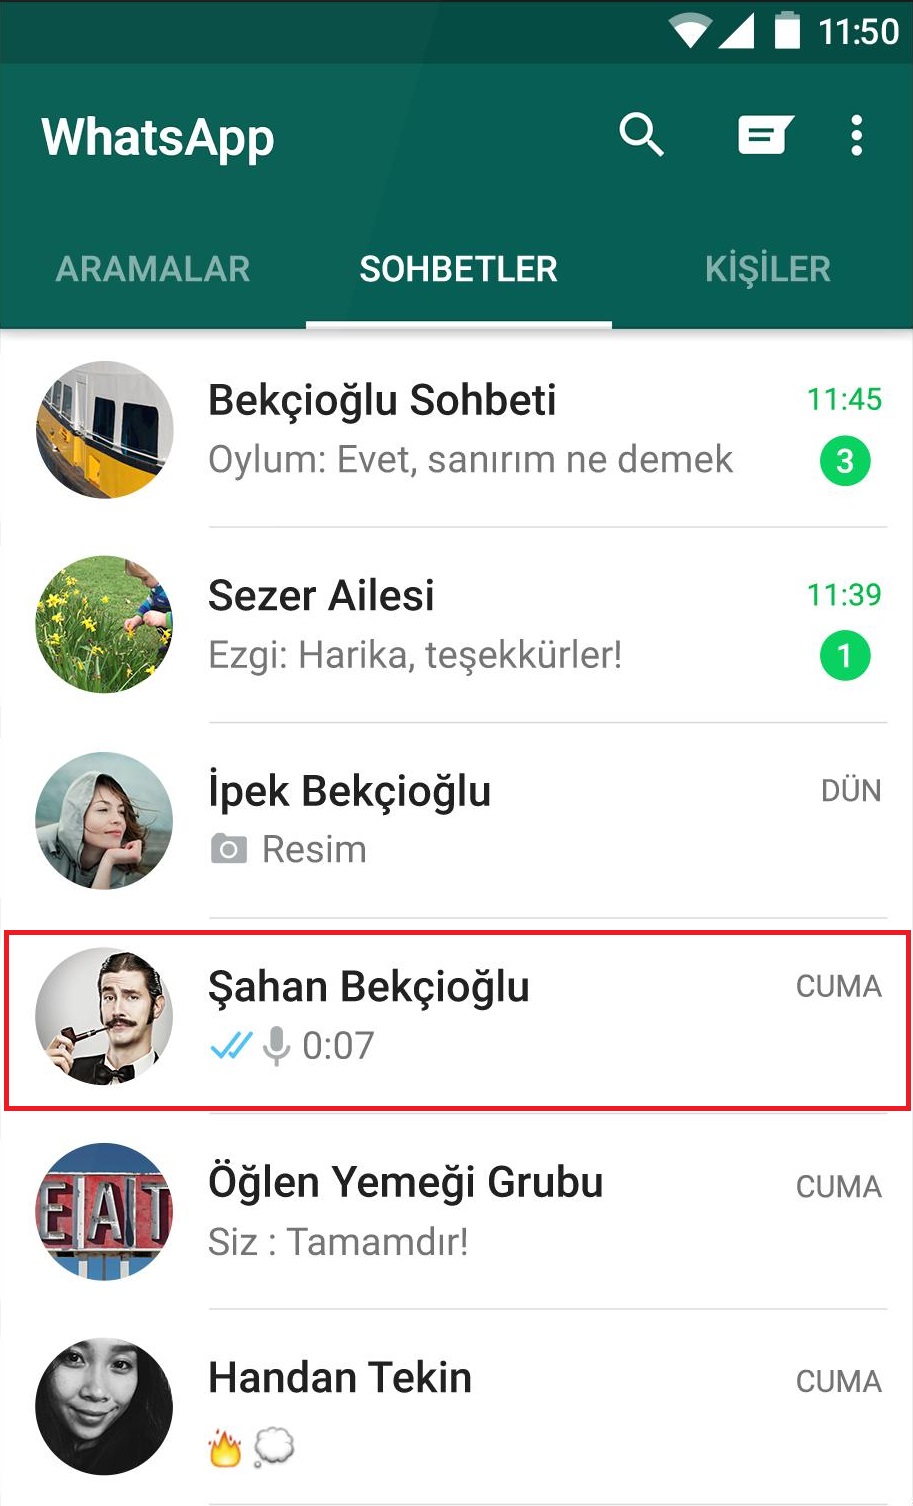 11:50
WhatsApp
ARAMALAR SOHBETLER KİŞİLER
Bekçioğlu Sohbeti 11:45
Oylum: Evet, sanırım ne demek 3
Sezer Ailesi 11:39
Ezgi: Harika, teşekkürler! 1
İpek Bekçioğlu DÜN
Resim
Şahan Bekçioğlu CUMA
0:07
EAT
Öğlen Yemeği Grubu CUMA
Siz : Tamamdır!
Handan Tekin CUMA